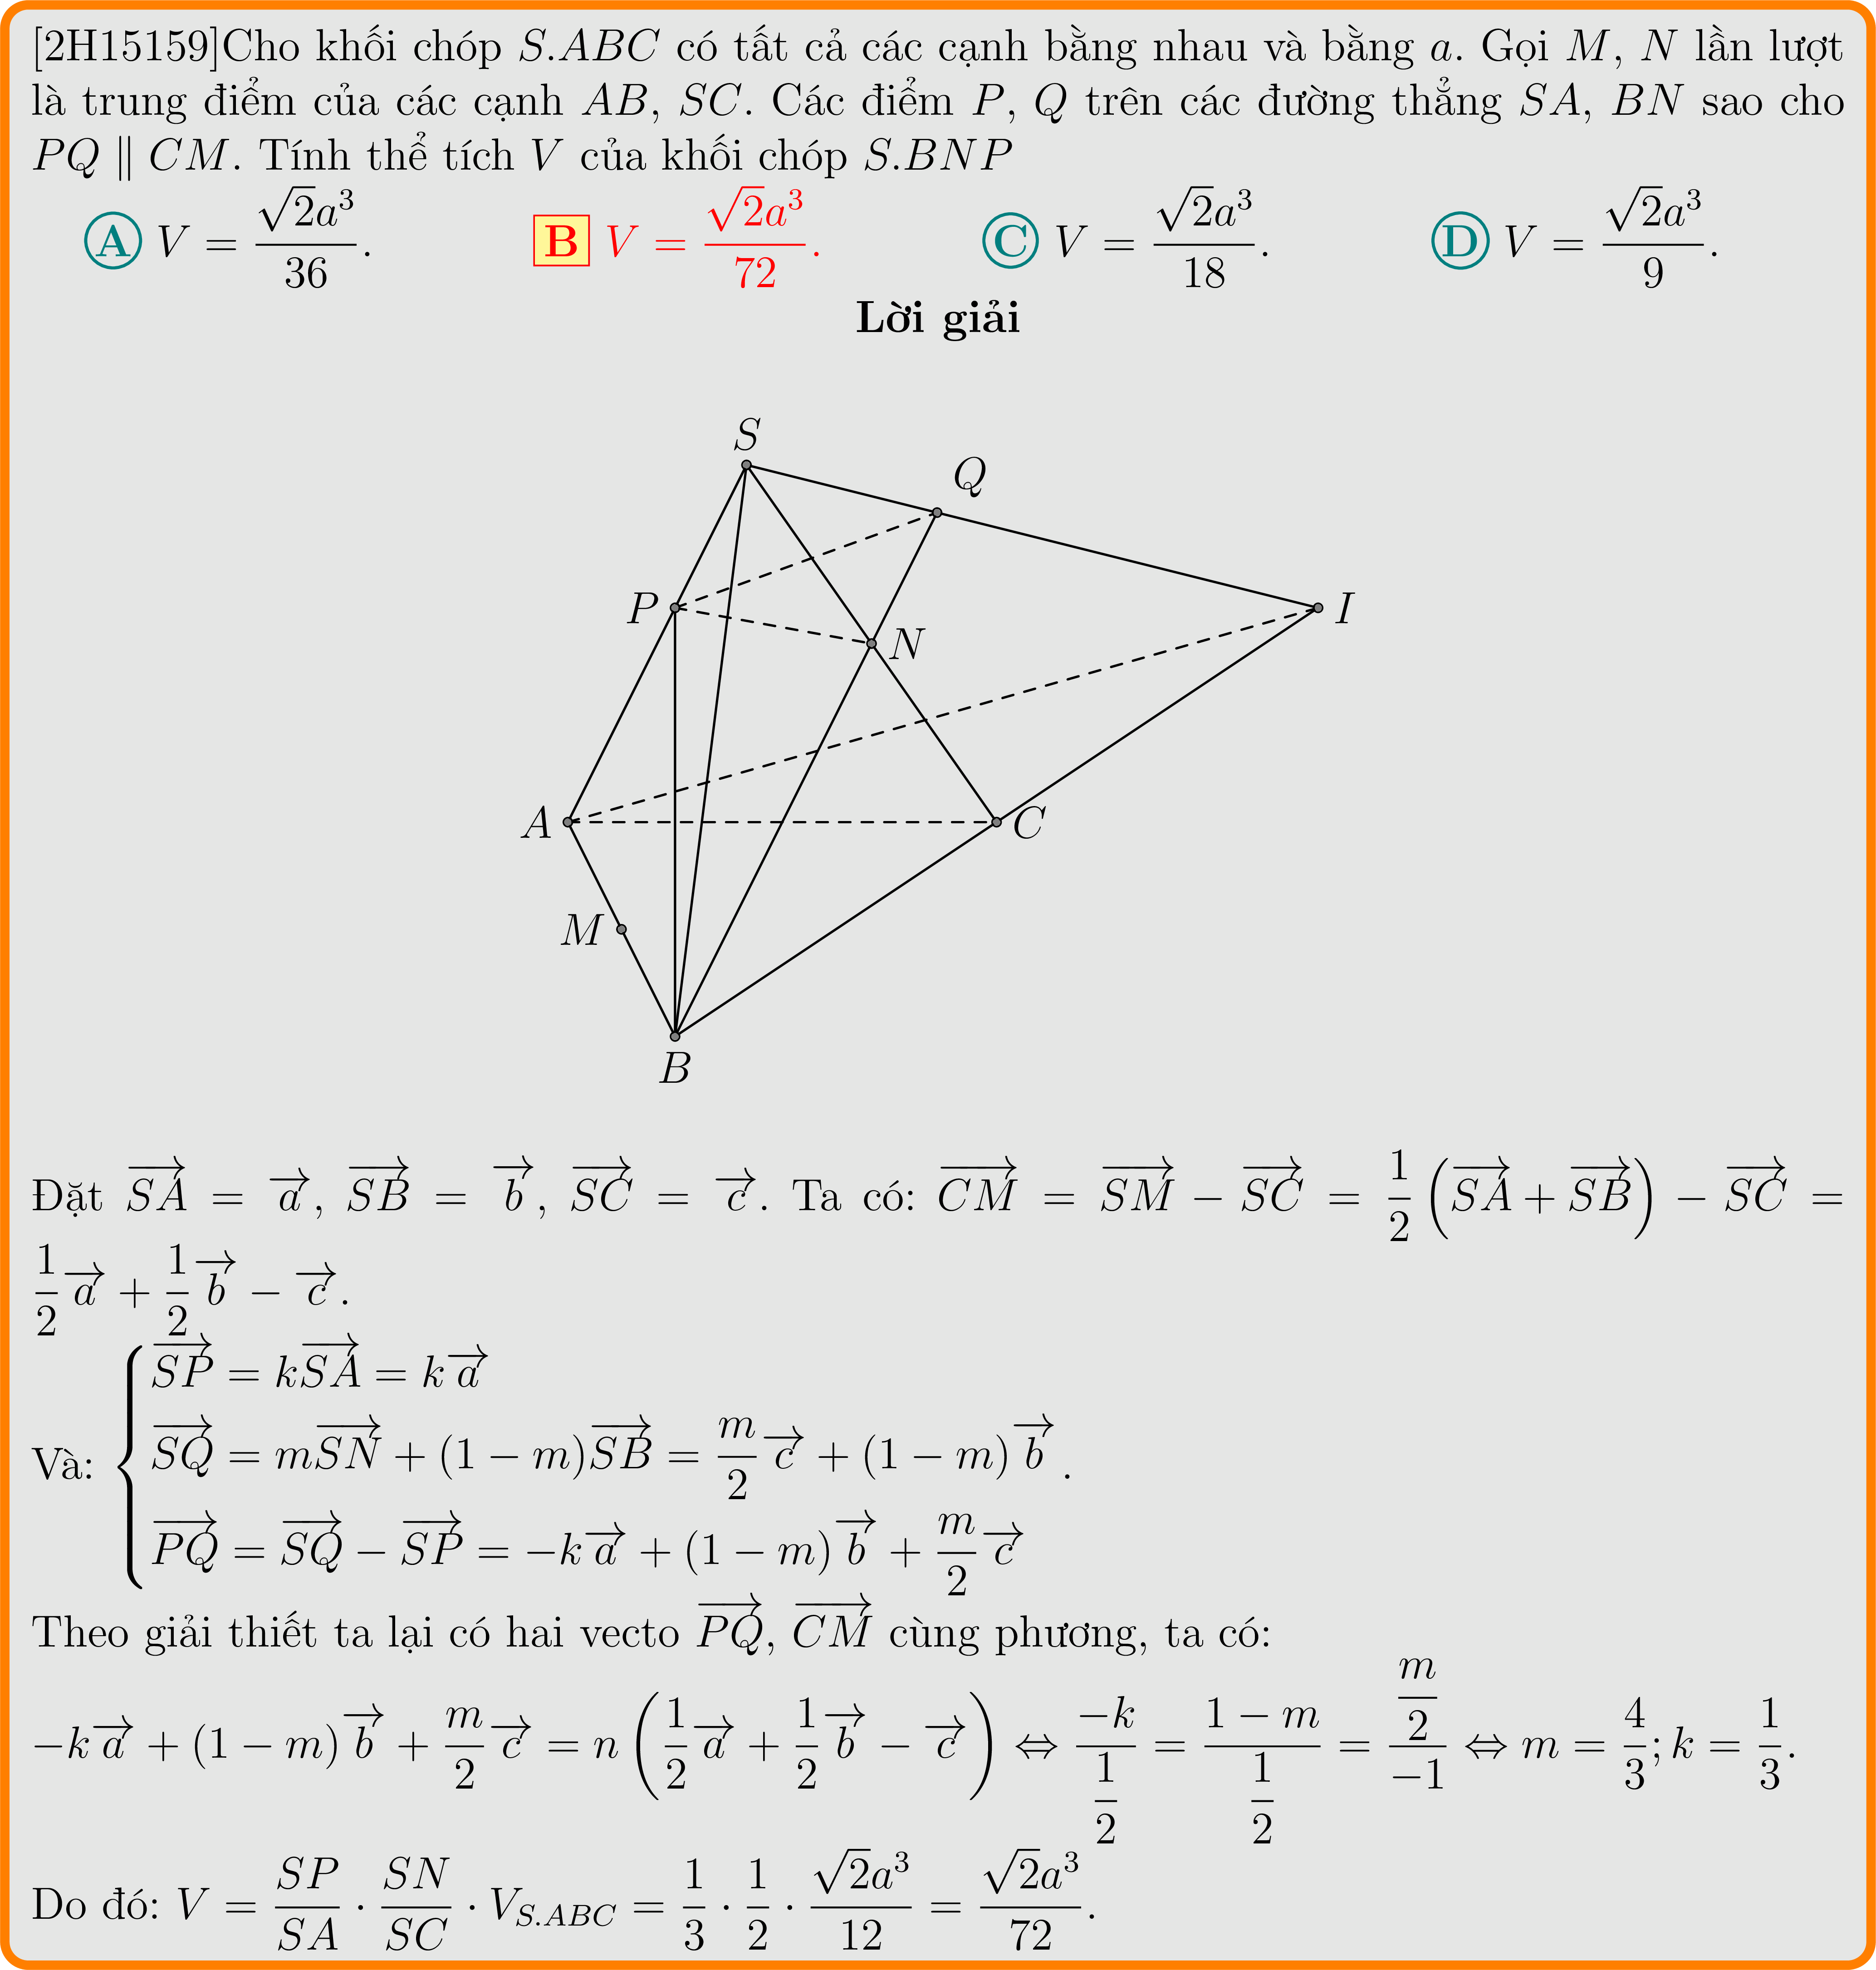 [2H15159]Cho khối chóp S.ABC có tất cả các cạnh bằng nhau và bằng a. Gọi M, N lần lượt
là trung điểm của các cạnh AB, SC. Các điểm P, Q trên các đường thẳng SA, BN sao cho
PQ ∥ CM. Tính thể tích V của khối chóp S.BNP
A V = \frac{\sqrt{2}a^3}{36}. B V = \frac{\sqrt{2}a^3}{72}. C V = \frac{\sqrt{2}a^3}{18}. D V = \frac{\sqrt{2}a^3}{9}.
Lời giải
S
Q
P
I
N
A
C
M
B
Đặt \overrightarrow{SA} = \overrightarrow{a}, \overrightarrow{SB} = \overrightarrow{b}, \overrightarrow{SC} = \overrightarrow{c}. Ta có: \overrightarrow{CM} = \overrightarrow{SM} − \overrightarrow{SC} = \frac{1}{2}\left(\overrightarrow{SA} + \overrightarrow{SB}\right) − \overrightarrow{SC} =
\frac{1}{2}\overrightarrow{a} + \frac{1}{2}\overrightarrow{b} − \overrightarrow{c}.
Và: { \overrightarrow{SP} = k\overrightarrow{SA} = k\overrightarrow{a}
\overrightarrow{SQ} = m\overrightarrow{SN} + (1 − m)\overrightarrow{SB} = \frac{m}{2}\overrightarrow{c} + (1 − m)\overrightarrow{b}.
\overrightarrow{PQ} = \overrightarrow{SQ} − \overrightarrow{SP} = −k\overrightarrow{a} + (1 − m)\overrightarrow{b} + \frac{m}{2}\overrightarrow{c}
Theo giải thiết ta lại có hai vecto \overrightarrow{PQ}, \overrightarrow{CM} cùng phương, ta có:
−k\overrightarrow{a} + (1 − m)\overrightarrow{b} + \frac{m}{2}\overrightarrow{c} = n\left(\frac{1}{2}\overrightarrow{a} + \frac{1}{2}\overrightarrow{b} − \overrightarrow{c}\right) ⇔ \frac{−k}{\frac{1}{2}} = \frac{1 − m}{\frac{1}{2}} = \frac{\frac{m}{2}}{−1} ⇔ m = \frac{4}{3}; k = \frac{1}{3}.
Do đó: V = \frac{SP}{SA} · \frac{SN}{SC} · V_{S.ABC} = \frac{1}{3} · \frac{1}{2} · \frac{\sqrt{2}a^3}{12} = \frac{\sqrt{2}a^3}{72}.